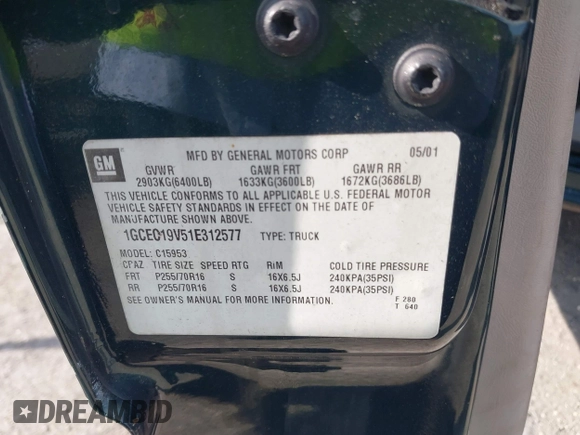 GM
MFD BY GENERAL MOTORS CORP 05/01
GVWR GAWR FRT GAWR RR
2903KG(6400LB) 1633KG(3600LB) 1672KG(3686LB)
THIS VEHICLE CONFORMS TO ALL APPLICABLE U.S. FEDERAL MOTOR
VEHICLE SAFETY STANDARDS IN EFFECT ON THE DATE OF
MANUFACTURE SHOWN ABOVE.
1GCEC19V51E312577 TYPE: TRUCK
MODEL: C15953
CFAZ TIRE SIZE SPEED RTG RIM COLD TIRE PRESSURE
FRT P255/70R16 S 16X6.5J 240KPA(35PSI)
RR P255/70R16 S 16X6.5J 240KPA(35PSI)
SEE OWNER'S MANUAL FOR MORE INFORMATION. F 280
T 640
DREAMBID